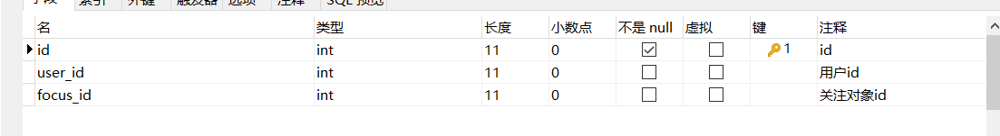 字段 索引 外键 触发器 选项 注释 SQL 预览
名 类型 长度 小数点 不是 null 虚拟 键 注释
id int 11 0 1 id
user_id int 11 0 用户id
focus_id int 11 0 关注对象id